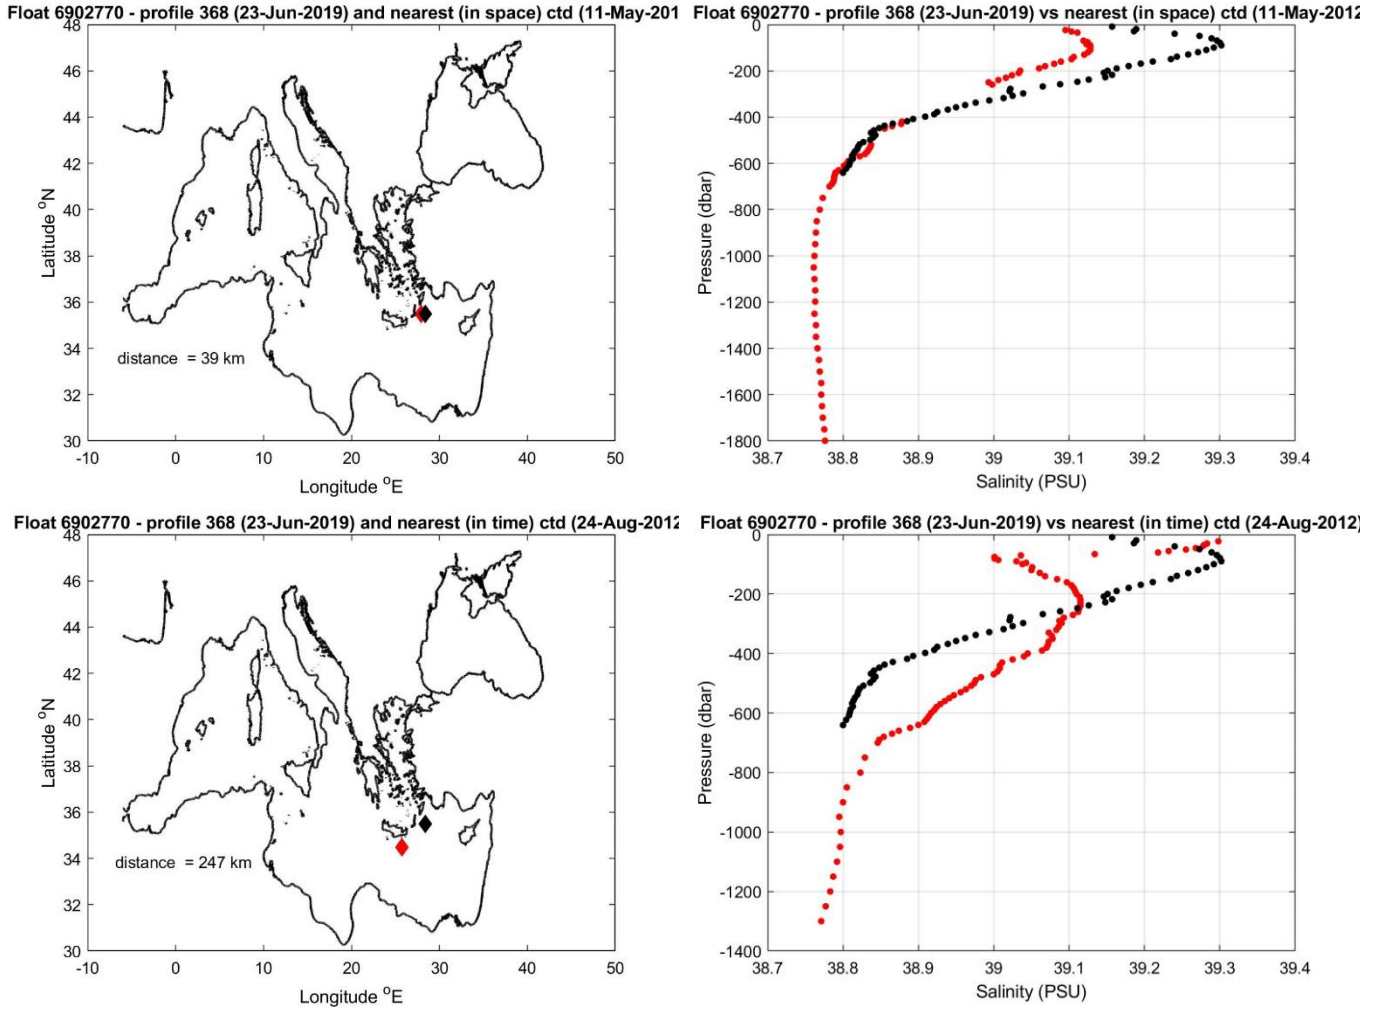 Float 6902770 - profile 368 (23-Jun-2019) and nearest (in space) ctd (11-May-201
48
46
44
42
40
38
36
34
32
30
Latitude °N
distance = 39 km
-10 0 10 20 30 40 50
Longitude °E
Float 6902770 - profile 368 (23-Jun-2019) vs nearest (in space) ctd (11-May-2012
0
-200
-400
-600
-800
-1000
-1200
-1400
-1600
-1800
Pressure (dbar)
38.7 38.8 38.9 39 39.1 39.2 39.3 39.4
Salinity (PSU)
Float 6902770 - profile 368 (23-Jun-2019) and nearest (in time) ctd (24-Aug-2012
48
46
44
42
40
38
36
34
32
30
Latitude °N
distance = 247 km
-10 0 10 20 30 40 50
Longitude °E
Float 6902770 - profile 368 (23-Jun-2019) vs nearest (in time) ctd (24-Aug-2012)
0
-200
-400
-600
-800
-1000
-1200
-1400
Pressure (dbar)
38.7 38.8 38.9 39 39.1 39.2 39.3 39.4
Salinity (PSU)